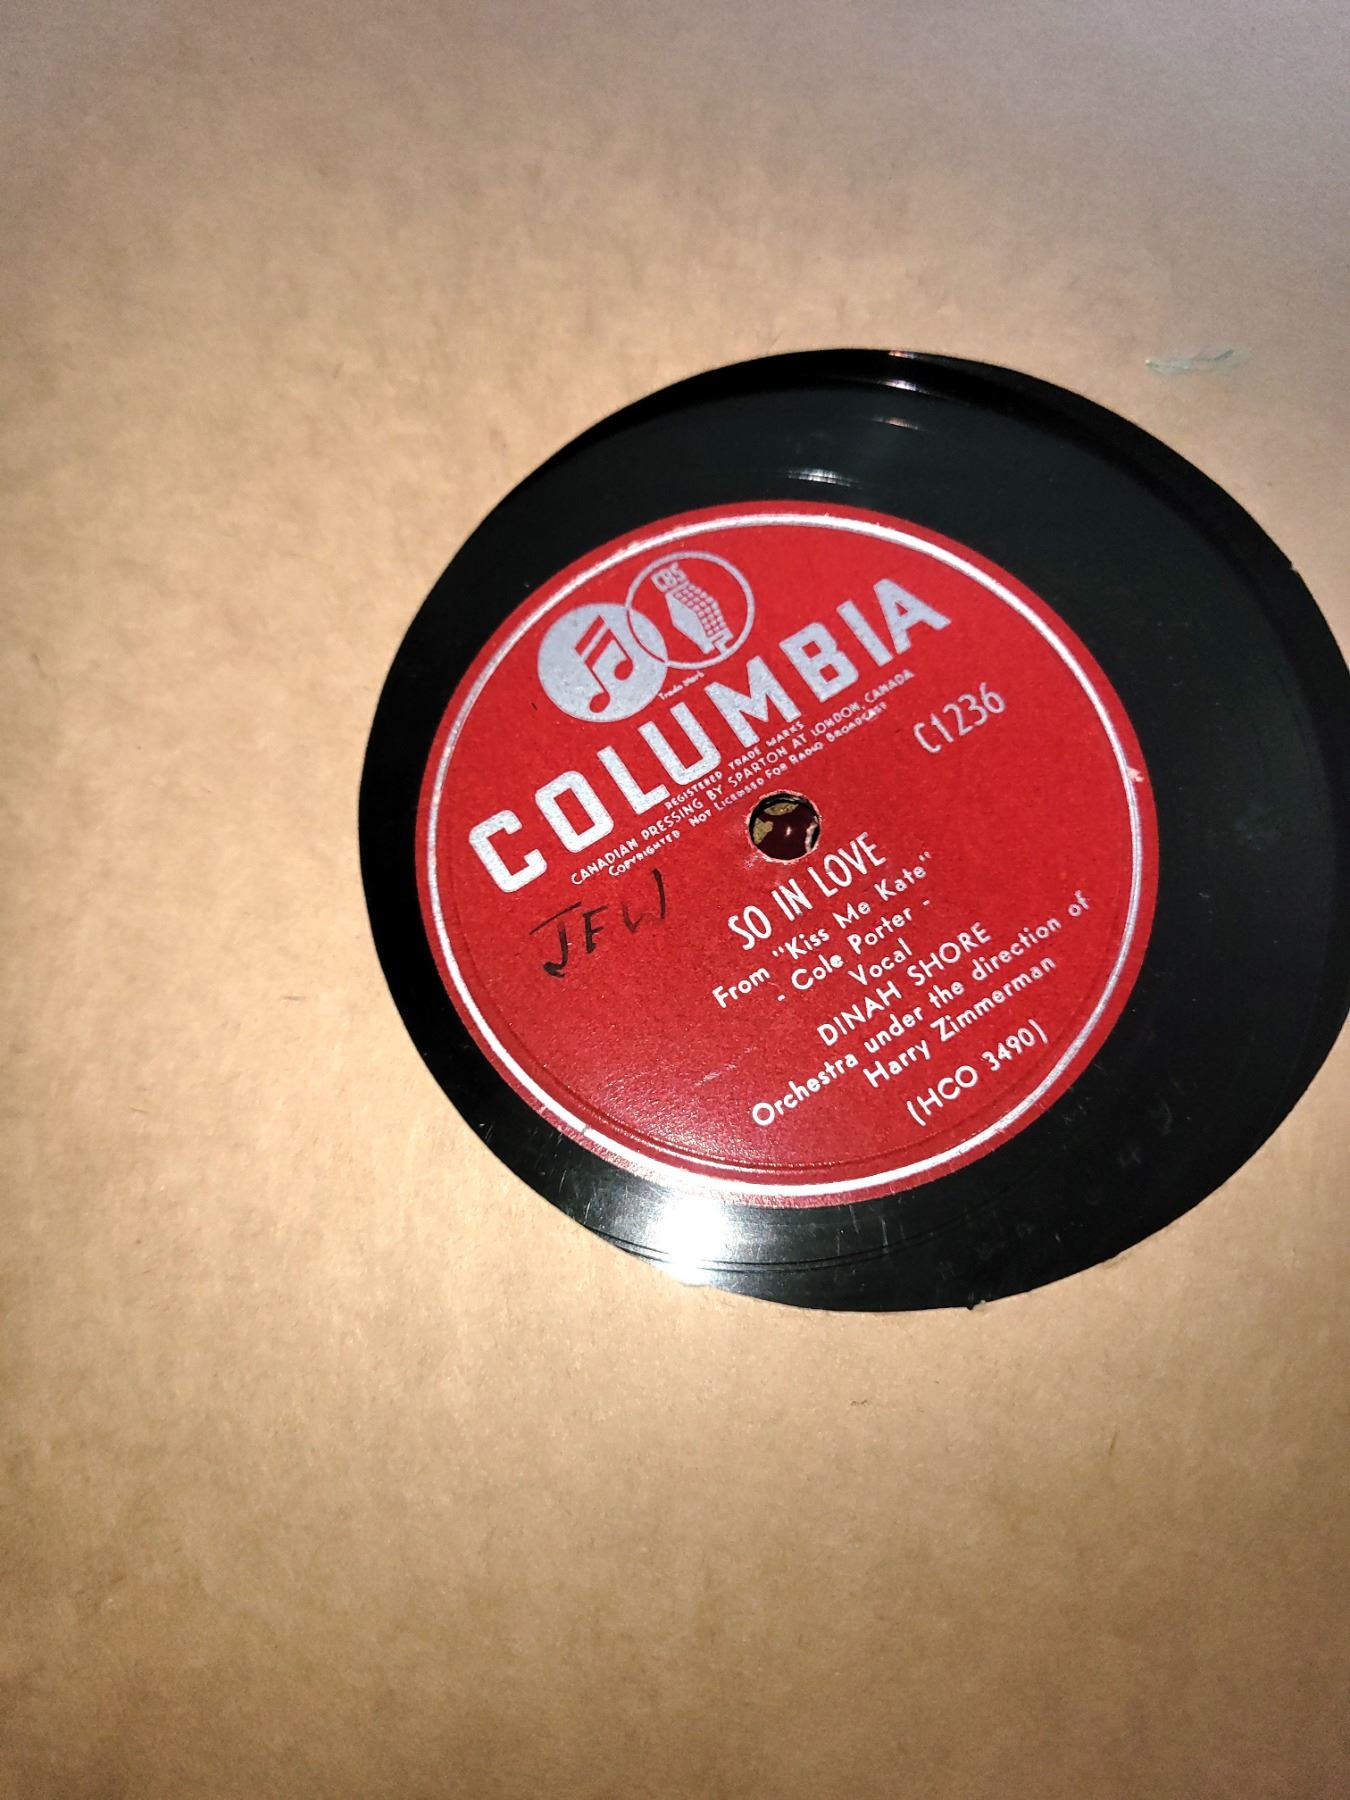 CBS
Trade Mark
COLUMBIA
REGISTERED TRADE MARKS
CANADIAN PRESSING BY SPARTON AT LONDON, CANADA
COPYRIGHTED NOT LICENSED FOR RADIO BROADCAST
C1236
JFW
SO IN LOVE
From "Kiss Me Kate"
- Cole Porter -
Vocal
DINAH SHORE
Orchestra under the direction of
Harry Zimmerman
(HCO 3490)